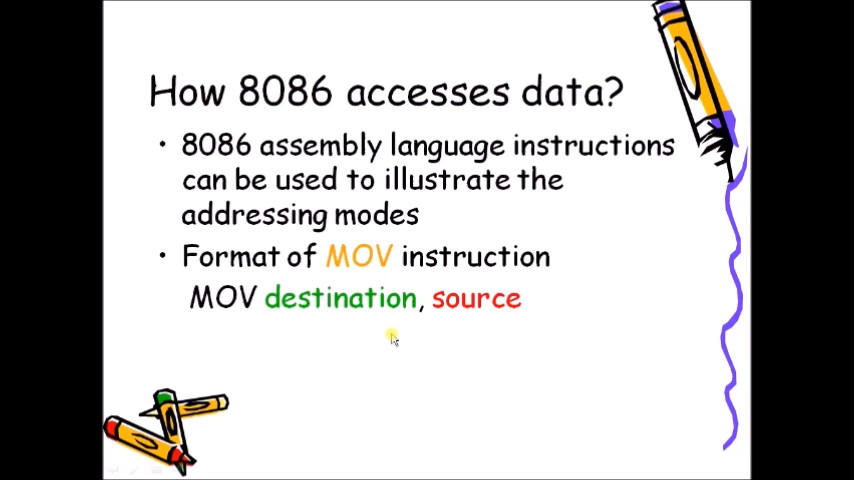 How 8086 accesses data?
• 8086 assembly language instructions
can be used to illustrate the
addressing modes
• Format of MOV instruction
MOV destination, source